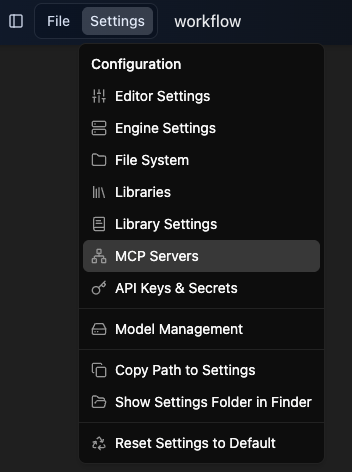 File Settings workflow
Configuration
Editor Settings
Engine Settings
File System
Libraries
Library Settings
MCP Servers
API Keys & Secrets
Model Management
Copy Path to Settings
Show Settings Folder in Finder
Reset Settings to Default